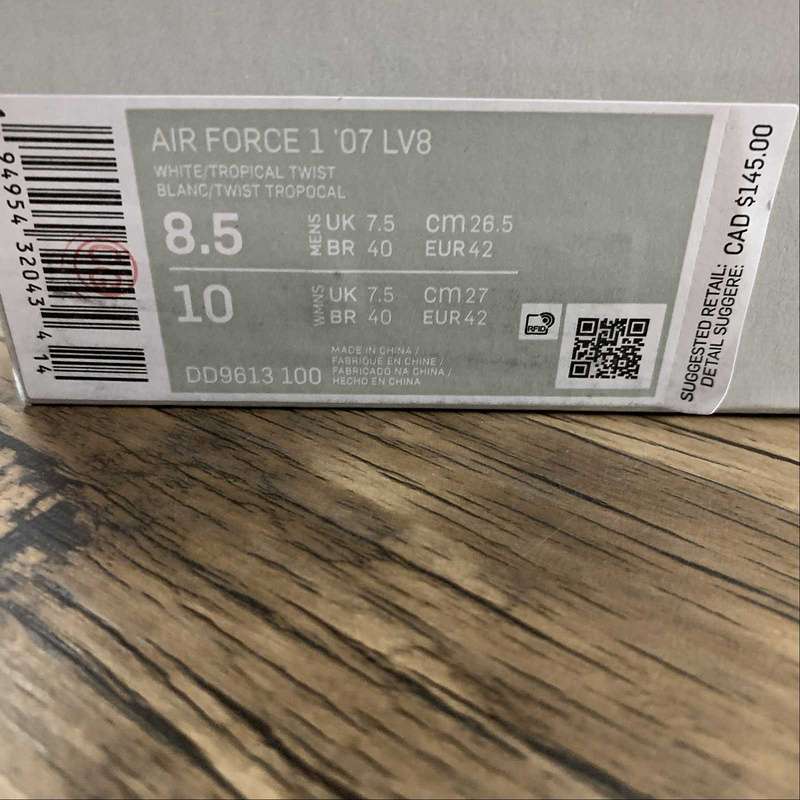 AIR FORCE 1 '07 LV8
WHITE/TROPICAL TWIST
BLANC/TWIST TROPOCAL
8.5 MENS UK 7.5 cm 26.5
BR 40 EUR 42
10 WMNS UK 7.5 cm 27
BR 40 EUR 42
MADE IN CHINA /
FABRIQUÉ EN CHINE /
FABRICADO NA CHINA /
HECHO EN CHINA
DD9613 100
RFID
1 94954 32043 4 14
SUGGESTED RETAIL:
DETAIL SUGGERE: CAD $145.00